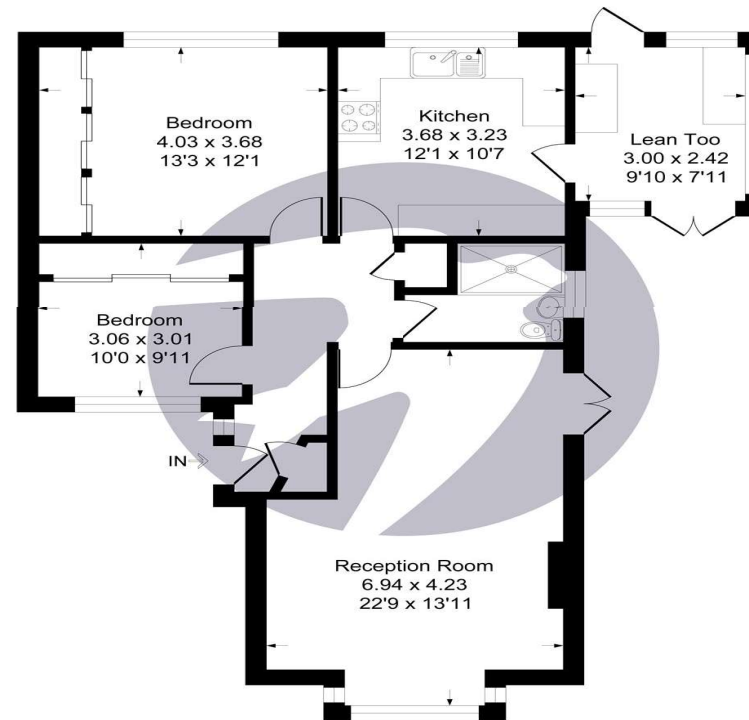 Bedroom
4.03 x 3.68
13'3 x 12'1
Kitchen
3.68 x 3.23
12'1 x 10'7
Lean Too
3.00 x 2.42
9'10 x 7'11
Bedroom
3.06 x 3.01
10'0 x 9'11
IN
Reception Room
6.94 x 4.23
22'9 x 13'11